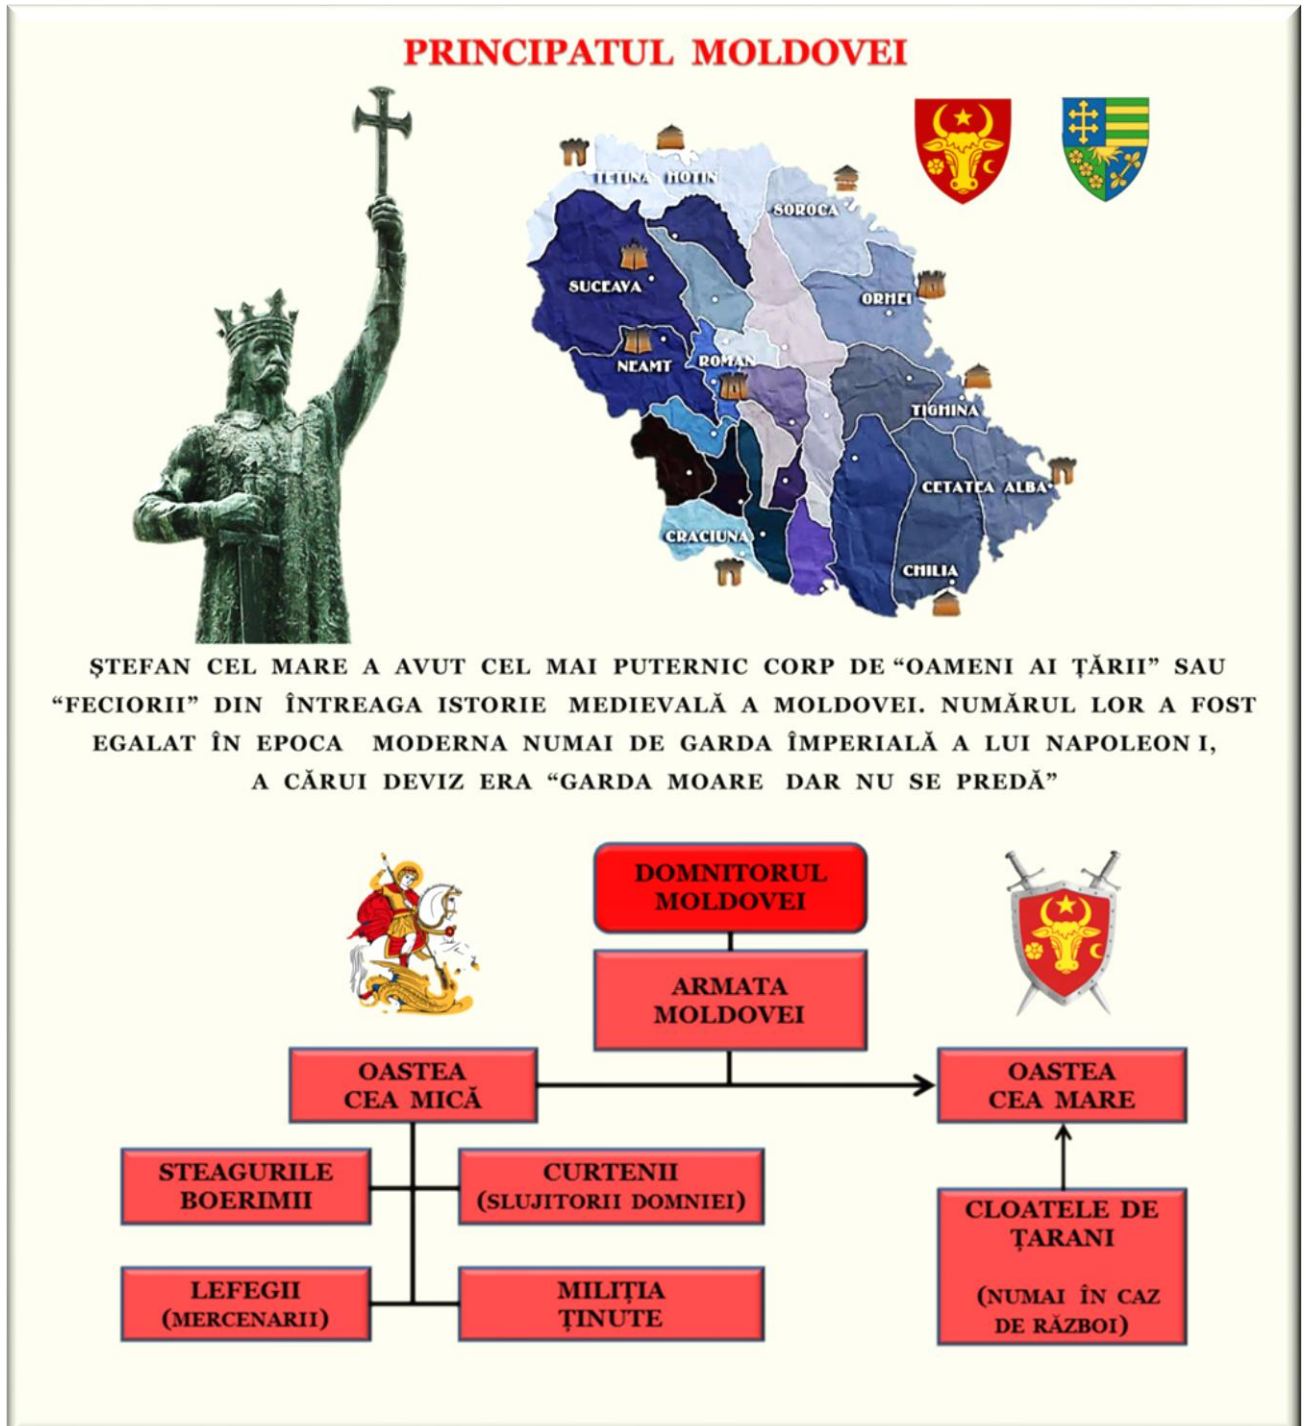 PRINCIPATUL MOLDOVEI
TETINA HOTIN
SOROCA
SUCEAVA
ORHEI
NEAMT
ROMAN
TIGHINA
CETATEA ALBA
CRACIUNA
CHILIA
ȘTEFAN CEL MARE A AVUT CEL MAI PUTERNIC CORP DE “OAMENI AI ȚĂRII” SAU
“FECIORII” DIN ÎNTREAGA ISTORIE MEDIEVALĂ A MOLDOVEI. NUMĂRUL LOR A FOST
EGALAT ÎN EPOCA MODERNA NUMAI DE GARDA ÎMPERIALĂ A LUI NAPOLEON I,
A CĂRUI DEVIZ ERA “GARDA MOARE DAR NU SE PREDĂ”
DOMNITORUL
MOLDOVEI
ARMATA
MOLDOVEI
OASTEA
CEA MICĂ
OASTEA
CEA MARE
STEAGURILE
BOERIMII
CURTENII
(SLUJITORII DOMNIEI)
LEFEGII
(MERCENARII)
MILIȚIA
ȚINUTE
CLOATELE DE
ȚARANI
(NUMAI ÎN CAZ
DE RĂZBOI)